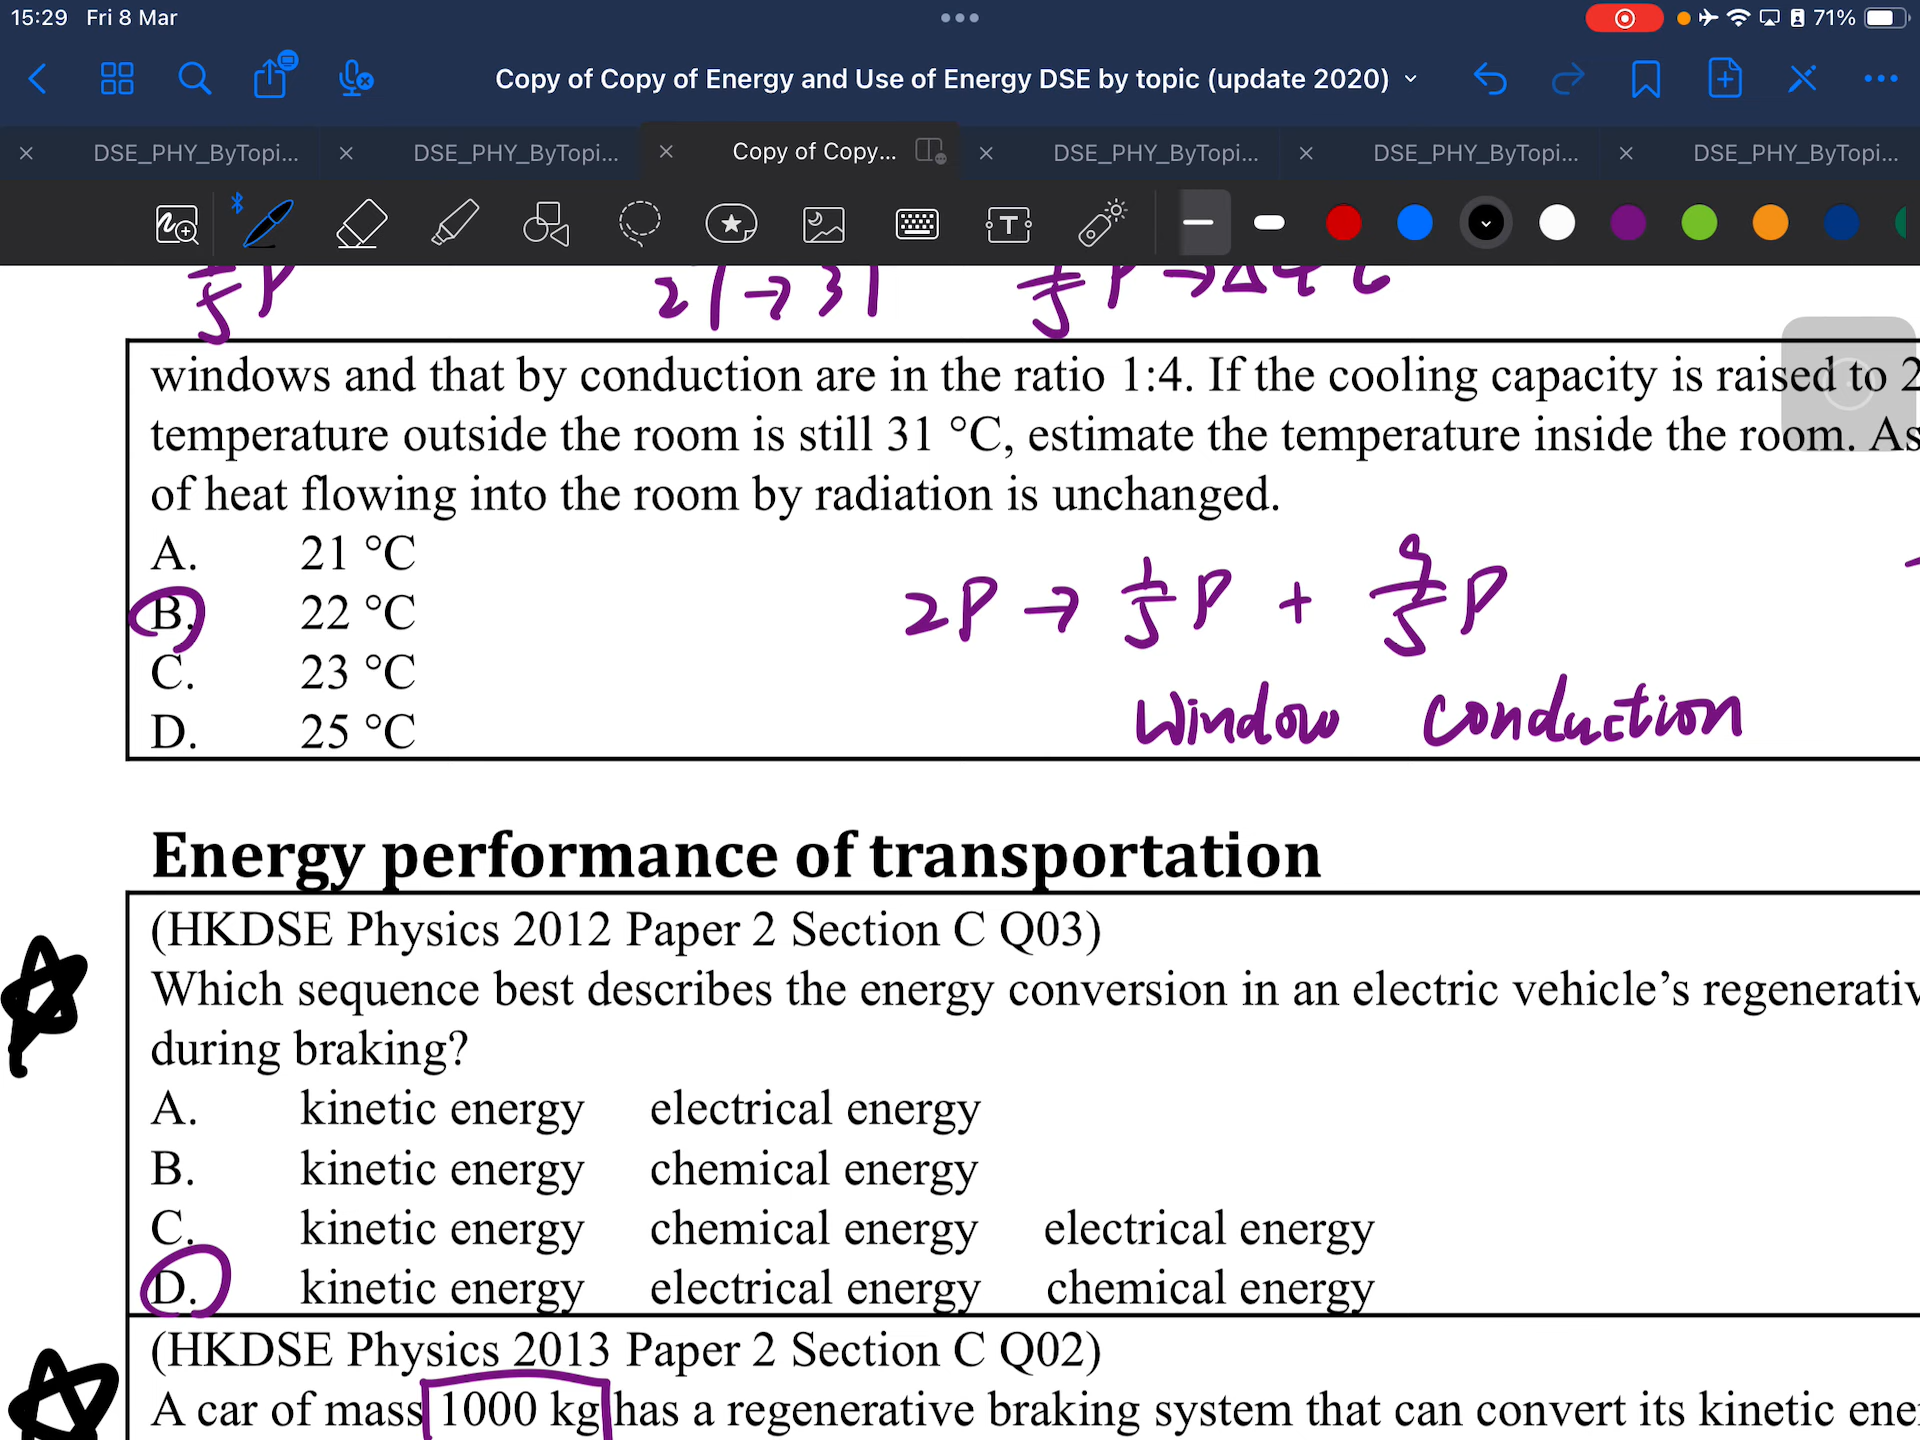 15:29 Fri 8 Mar
71%
Copy of Copy of Energy and Use of Energy DSE by topic (update 2020)
DSE_PHY_ByTopi... DSE_PHY_ByTopi... Copy of Copy... DSE_PHY_ByTopi... DSE_PHY_ByTopi... DSE_PHY_ByTopi...
windows and that by conduction are in the ratio 1:4. If the cooling capacity is raised to 2
temperature outside the room is still 31 °C, estimate the temperature inside the room. As
of heat flowing into the room by radiation is unchanged.
A. 21 °C
B. 22 °C
C. 23 °C
D. 25 °C
2P → 1/5 P + 9/5 P
Window Conduction
Energy performance of transportation
(HKDSE Physics 2012 Paper 2 Section C Q03)
Which sequence best describes the energy conversion in an electric vehicle’s regenerativ
during braking?
A. kinetic energy electrical energy
B. kinetic energy chemical energy
C. kinetic energy chemical energy electrical energy
D. kinetic energy electrical energy chemical energy
(HKDSE Physics 2013 Paper 2 Section C Q02)
A car of mass 1000 kg has a regenerative braking system that can convert its kinetic ene